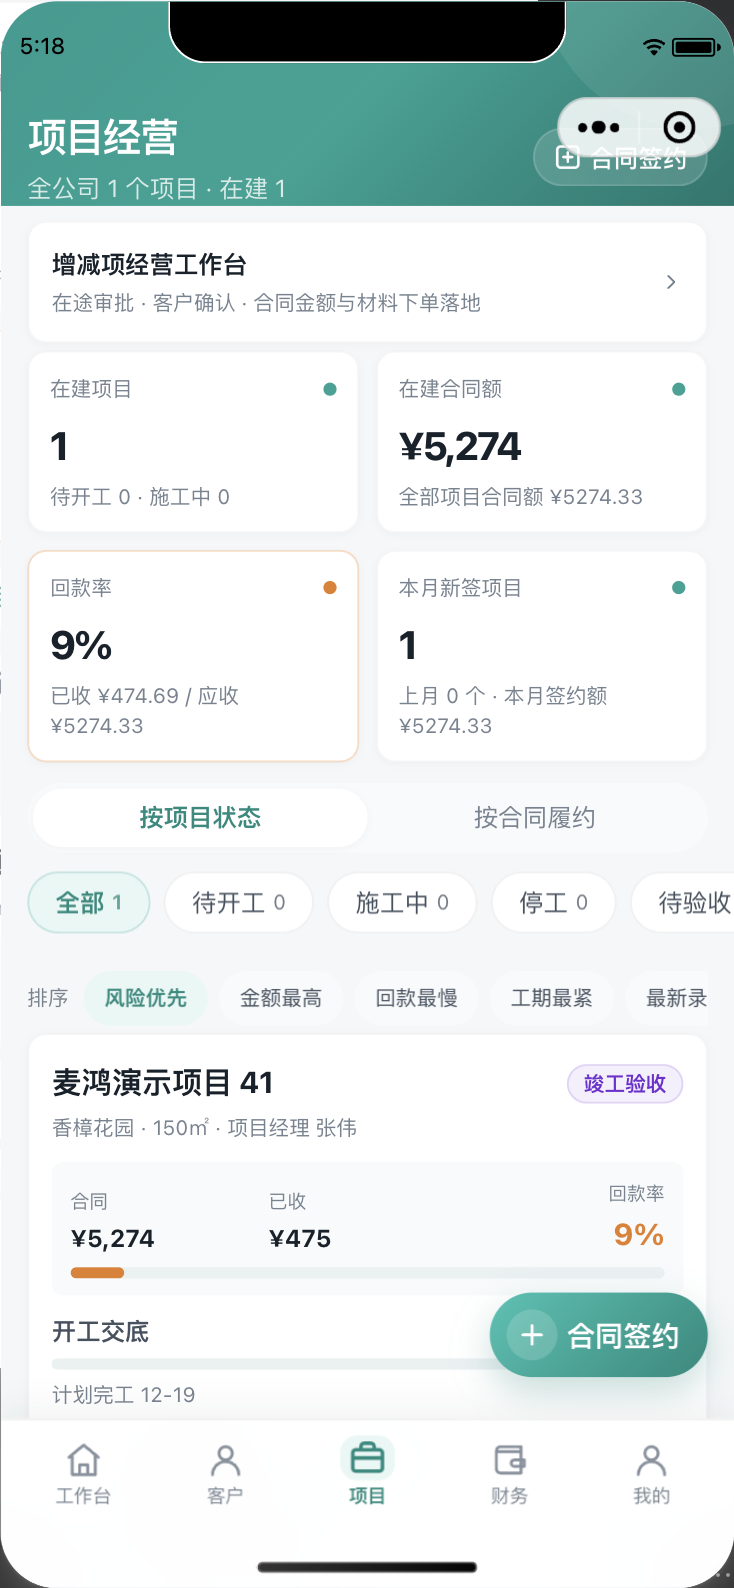 5:18
项目经营
合同签约
全公司 1 个项目 · 在建 1
增减项经营工作台
在途审批 · 客户确认 · 合同金额与材料下单落地
在建项目
1
待开工 0 · 施工中 0
在建合同额
¥5,274
全部项目合同额 ¥5274.33
回款率
9%
已收 ¥474.69 / 应收
¥5274.33
本月新签项目
1
上月 0 个 · 本月签约额
¥5274.33
按项目状态 按合同履约
全部 1 待开工 0 施工中 0 停工 0 待验收
排序 风险优先 金额最高 回款最慢 工期最紧 最新录
麦鸿演示项目 41 竣工验收
香樟花园 · 150㎡ · 项目经理 张伟
合同 已收 回款率
¥5,274 ¥475 9%
开工交底
合同签约
计划完工 12-19
工作台 客户 项目 财务 我的